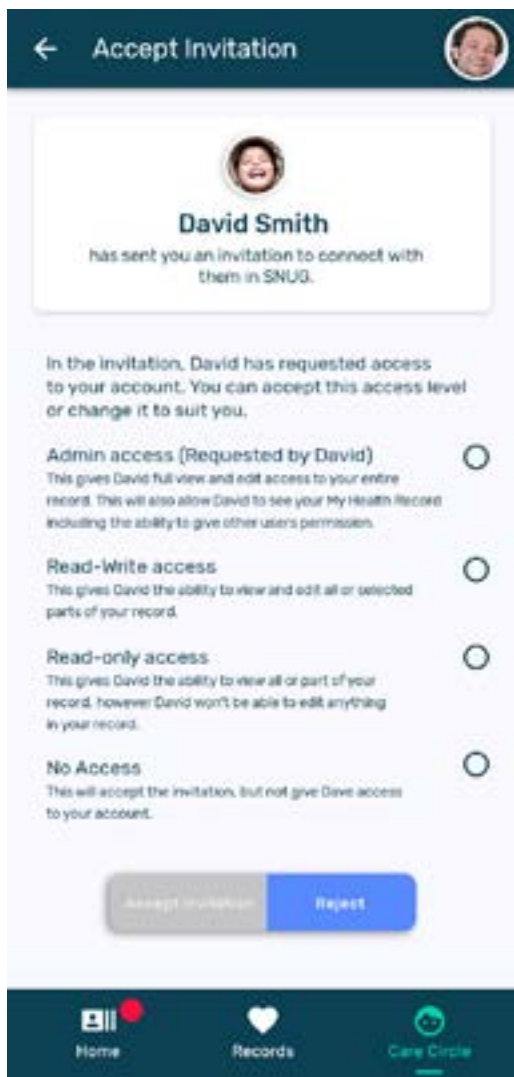 Accept Invitation
David Smith
has sent you an invitation to connect with
them in SNUG.
In the invitation, David has requested access
to your account. You can accept this access level
or change it to suit you.
Admin access (Requested by David)
This gives David full view and edit access to your entire
record. This will also allow David to see your My Health Record
including the ability to give other users permission.
Read-Write access
This gives David the ability to view and edit all or selected
parts of your record.
Read-only access
This gives David the ability to view all or part of your
record, however David won't be able to edit anything
in your record.
No Access
This will accept the invitation, but not give Dave access
to your account.
Accept Invitation
Reject
Home
Records
Care Circle